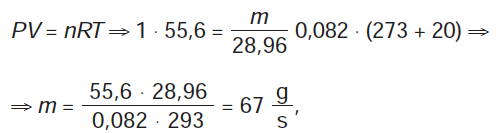 PV = nRT ⇒ 1 · 55,6 = m/28,96 0,082 · (273 + 20) ⇒
⇒ m = 55,6 · 28,96/0,082 · 293 = 67 g/s,